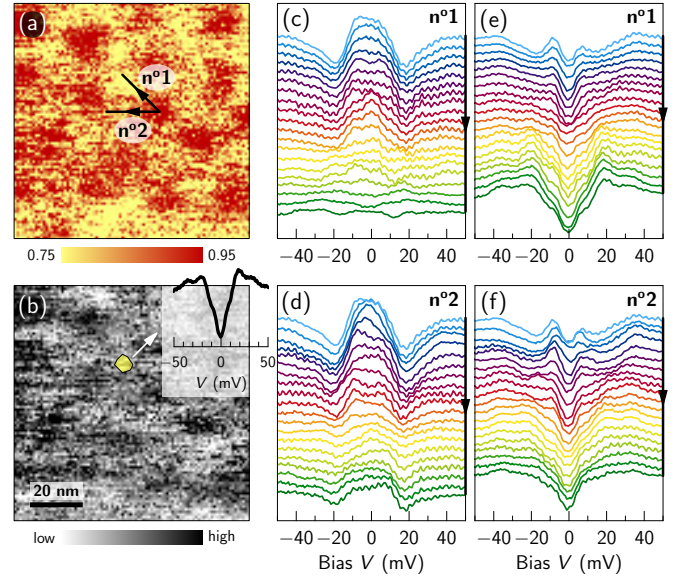 (a)
nº1
nº2
0.75 0.95
(b)
−50 0 50
V (mV)
20 nm
low high
(c) nº1
−40 −20 0 20 40
(e) nº1
−40 −20 0 20 40
(d) nº2
−40 −20 0 20 40
Bias V (mV)
(f) nº2
−40 −20 0 20 40
Bias V (mV)